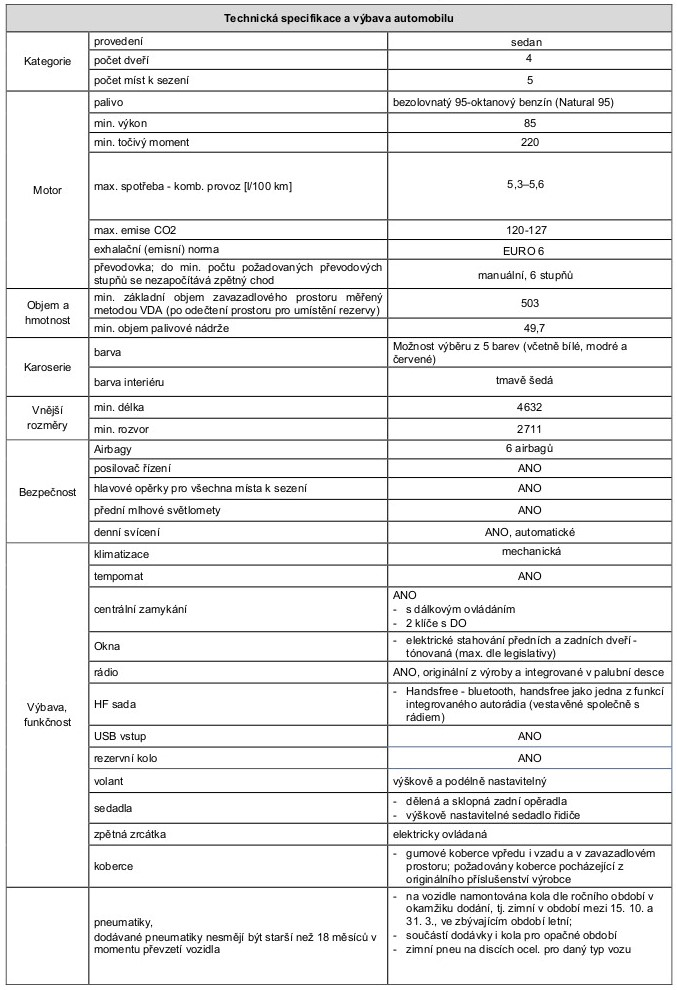 Technická specifikace a výbava automobilu
Kategorie
provedení
sedan
počet dveří
4
počet míst k sezení
5
Motor
palivo
bezolovnatý 95-oktanový benzín (Natural 95)
min. výkon
85
min. točivý moment
220
max. spotřeba - komb. provoz [l/100 km]
5,3–5,6
max. emise CO2
120-127
exhalační (emisní) norma
EURO 6
převodovka; do min. počtu požadovaných převodových
stupňů se nezapočítává zpětný chod
manuální, 6 stupňů
Objem a
hmotnost
min. základní objem zavazadlového prostoru měřený
metodou VDA (po odečtení prostoru pro umístění rezervy)
503
min. objem palivové nádrže
49,7
Karoserie
barva
Možnost výběru z 5 barev (včetně bílé, modré a
červené)
barva interiéru
tmavě šedá
Vnější
rozměry
min. délka
4632
min. rozvor
2711
Bezpečnost
Airbagy
6 airbagů
posilovač řízení
ANO
hlavové opěrky pro všechna místa k sezení
ANO
přední mlhové světlomety
ANO
denní svícení
ANO, automatické
Výbava,
funkčnost
klimatizace
mechanická
tempomat
ANO
centrální zamykání
ANO
- s dálkovým ovládáním
- 2 klíče s DO
Okna
- elektrické stahování předních a zadních dveří -
tónovaná (max. dle legislativy)
rádio
ANO, originální z výroby a integrované v palubní desce
HF sada
- Handsfree - bluetooth, handsfree jako jedna z funkcí
integrovaného autorádia (vestavěné společně s
rádiem)
USB vstup
ANO
rezervní kolo
ANO
volant
výškově a podélně nastavitelný
sedadla
- dělená a sklopná zadní opěradla
- výškově nastavitelné sedadlo řidiče
zpětná zrcátka
elektricky ovládaná
koberce
- gumové koberce vpředu i vzadu a v zavazadlovém
prostoru; požadovány koberce pocházející z
originálního příslušenství výrobce
pneumatiky,
dodávané pneumatiky nesmějí být starší než 18 měsíců v
momentu převzetí vozidla
- na vozidle namontována kola dle ročního období v
okamžiku dodání, tj. zimní v období mezi 15. 10. a
31. 3., ve zbývajícím období letní;
- součástí dodávky i kola pro opačné období
- zimní pneu na discích ocel. pro daný typ vozu